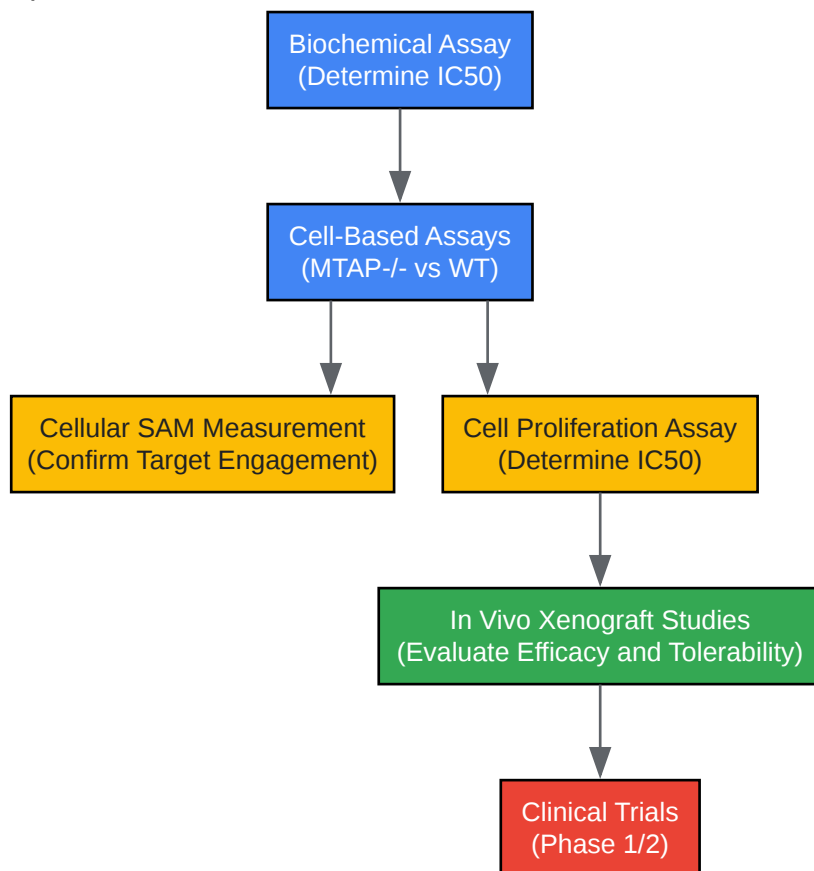 Biochemical Assay
(Determine IC50)
Cell-Based Assays
(MTAP-/- vs WT)
Cellular SAM Measurement
(Confirm Target Engagement)
Cell Proliferation Assay
(Determine IC50)
In Vivo Xenograft Studies
(Evaluate Efficacy and Tolerability)
Clinical Trials
(Phase 1/2)